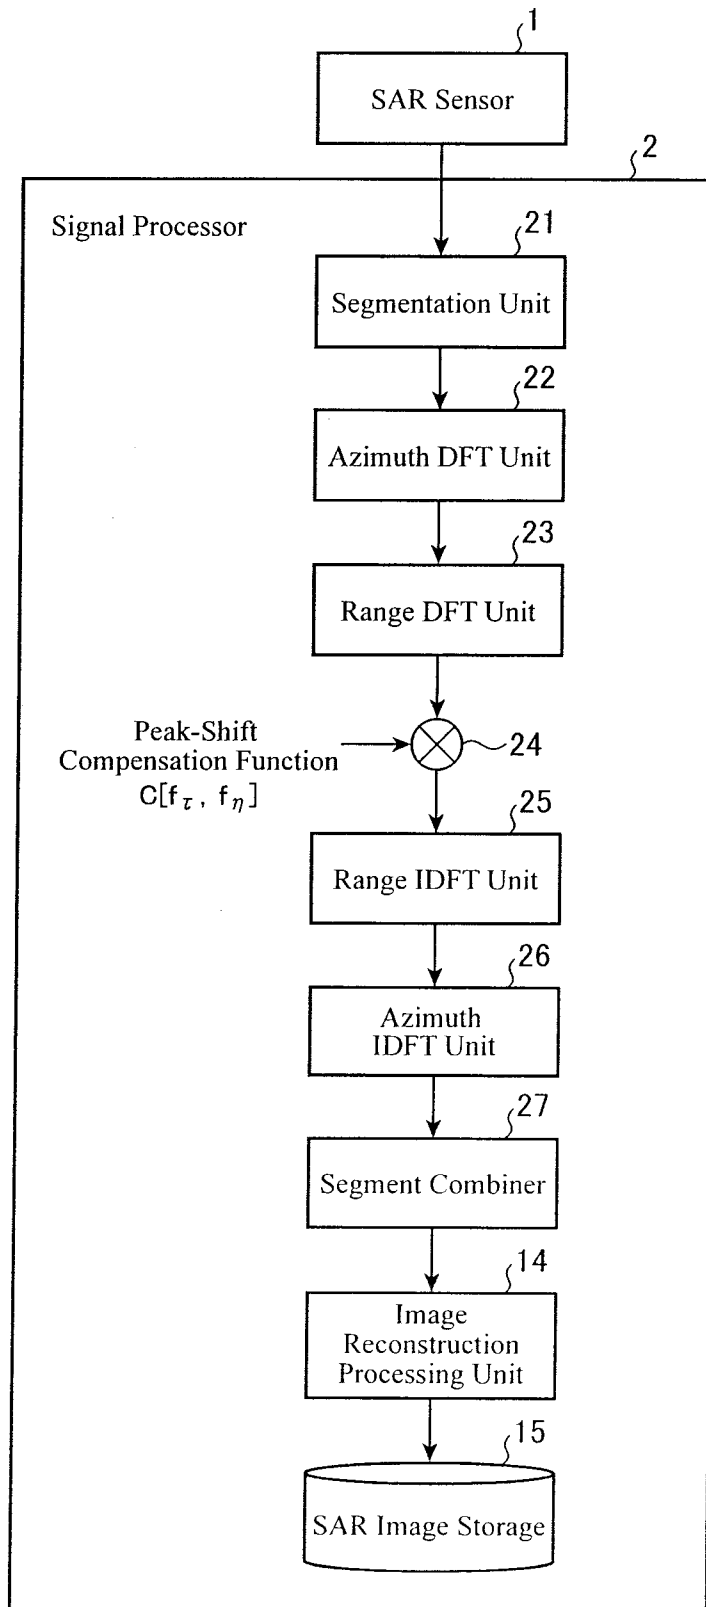 1
SAR Sensor
2
Signal Processor
21
Segmentation Unit
22
Azimuth DFT Unit
23
Range DFT Unit
Peak-Shift
Compensation Function
C[fτ, fη]
24
25
Range IDFT Unit
26
Azimuth
IDFT Unit
27
Segment Combiner
14
Image
Reconstruction
Processing Unit
15
SAR Image Storage